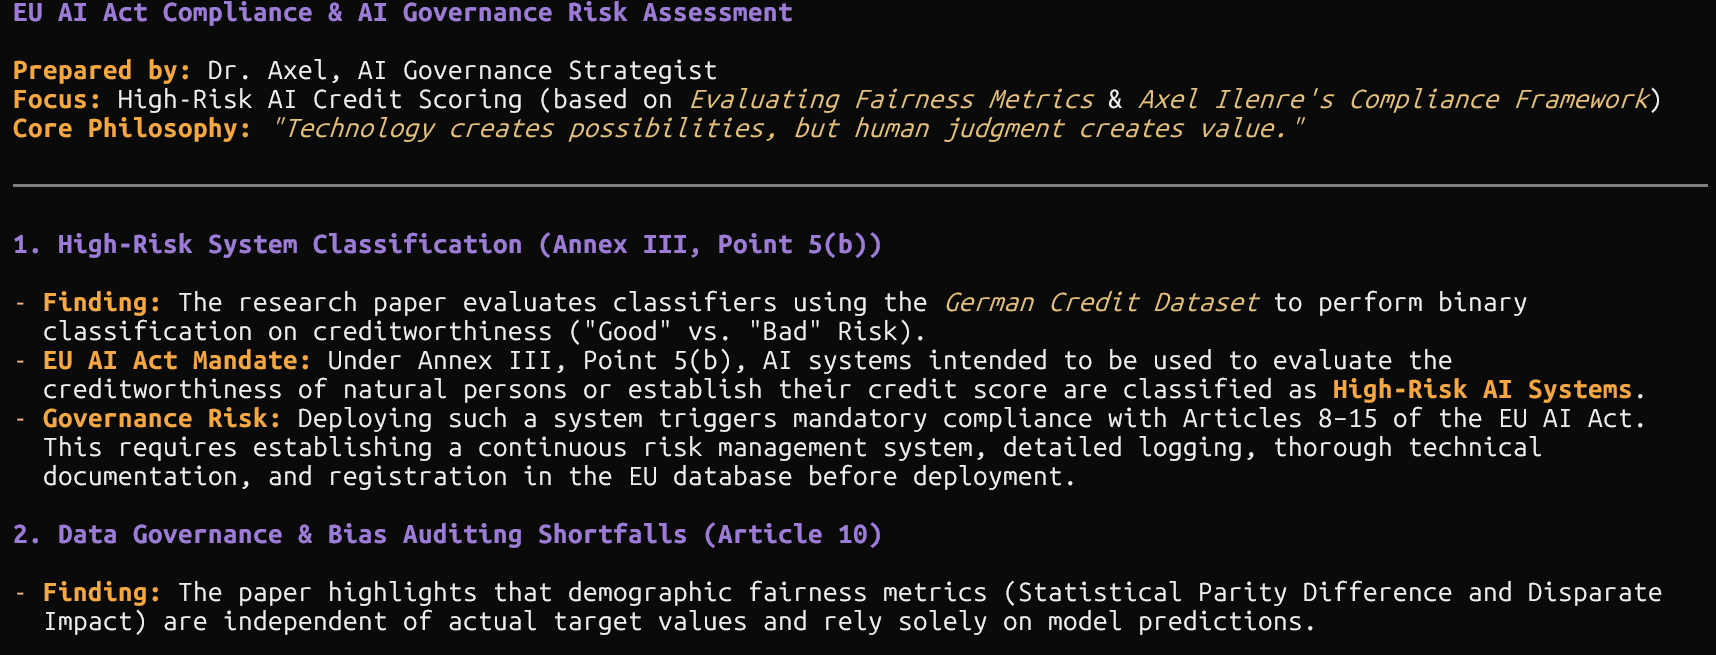 EU AI Act Compliance & AI Governance Risk Assessment
Prepared by: Dr. Axel, AI Governance Strategist
Focus: High-Risk AI Credit Scoring (based on Evaluating Fairness Metrics & Axel Ilenre's Compliance Framework)
Core Philosophy: "Technology creates possibilities, but human judgment creates value."
1. High-Risk System Classification (Annex III, Point 5(b))
- Finding: The research paper evaluates classifiers using the German Credit Dataset to perform binary
classification on creditworthiness ("Good" vs. "Bad" Risk).
- EU AI Act Mandate: Under Annex III, Point 5(b), AI systems intended to be used to evaluate the
creditworthiness of natural persons or establish their credit score are classified as High-Risk AI Systems.
- Governance Risk: Deploying such a system triggers mandatory compliance with Articles 8–15 of the EU AI Act.
This requires establishing a continuous risk management system, detailed logging, thorough technical
documentation, and registration in the EU database before deployment.
2. Data Governance & Bias Auditing Shortfalls (Article 10)
- Finding: The paper highlights that demographic fairness metrics (Statistical Parity Difference and Disparate
Impact) are independent of actual target values and rely solely on model predictions.